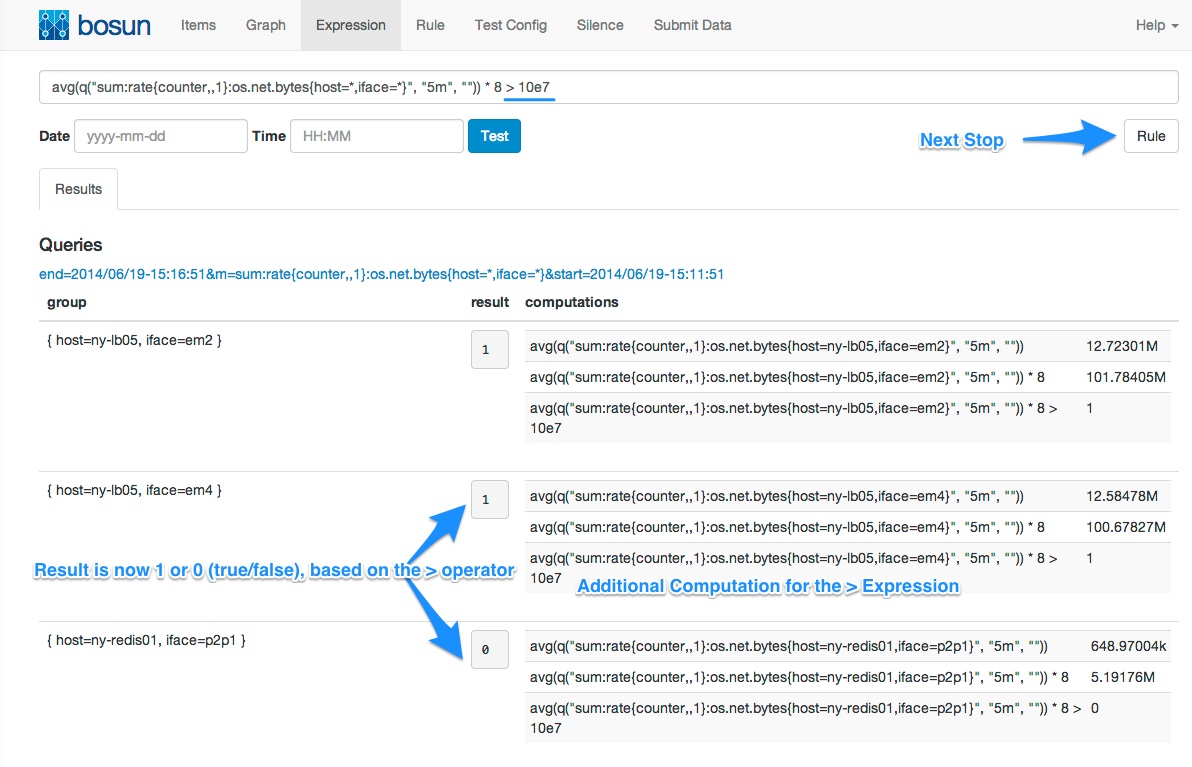 bosun Items Graph Expression Rule Test Config Silence Submit Data Help
avg(q("sum:rate{counter,,1}:os.net.bytes{host=*,iface=*}", "5m", "")) * 8 > 10e7
Date yyyy-mm-dd Time HH:MM Test Next Stop Rule
Results
Queries
end=2014/06/19-15:16:51&m=sum:rate{counter,,1}:os.net.bytes{host=*,iface=*}&start=2014/06/19-15:11:51
group result computations
{ host=ny-lb05, iface=em2 } 1 avg(q("sum:rate{counter,,1}:os.net.bytes{host=ny-lb05,iface=em2}", "5m", "")) 12.72301M
avg(q("sum:rate{counter,,1}:os.net.bytes{host=ny-lb05,iface=em2}", "5m", "")) * 8 101.78405M
avg(q("sum:rate{counter,,1}:os.net.bytes{host=ny-lb05,iface=em2}", "5m", "")) * 8 > 1
10e7
{ host=ny-lb05, iface=em4 } 1 avg(q("sum:rate{counter,,1}:os.net.bytes{host=ny-lb05,iface=em4}", "5m", "")) 12.58478M
avg(q("sum:rate{counter,,1}:os.net.bytes{host=ny-lb05,iface=em4}", "5m", "")) * 8 100.67827M
avg(q("sum:rate{counter,,1}:os.net.bytes{host=ny-lb05,iface=em4}", "5m", "")) * 8 > 1
10e7
Result is now 1 or 0 (true/false), based on the > operator
Additional Computation for the > Expression
{ host=ny-redis01, iface=p2p1 } 0 avg(q("sum:rate{counter,,1}:os.net.bytes{host=ny-redis01,iface=p2p1}", "5m", "")) 648.97004k
avg(q("sum:rate{counter,,1}:os.net.bytes{host=ny-redis01,iface=p2p1}", "5m", "")) * 8 5.19176M
avg(q("sum:rate{counter,,1}:os.net.bytes{host=ny-redis01,iface=p2p1}", "5m", "")) * 8 > 0
10e7